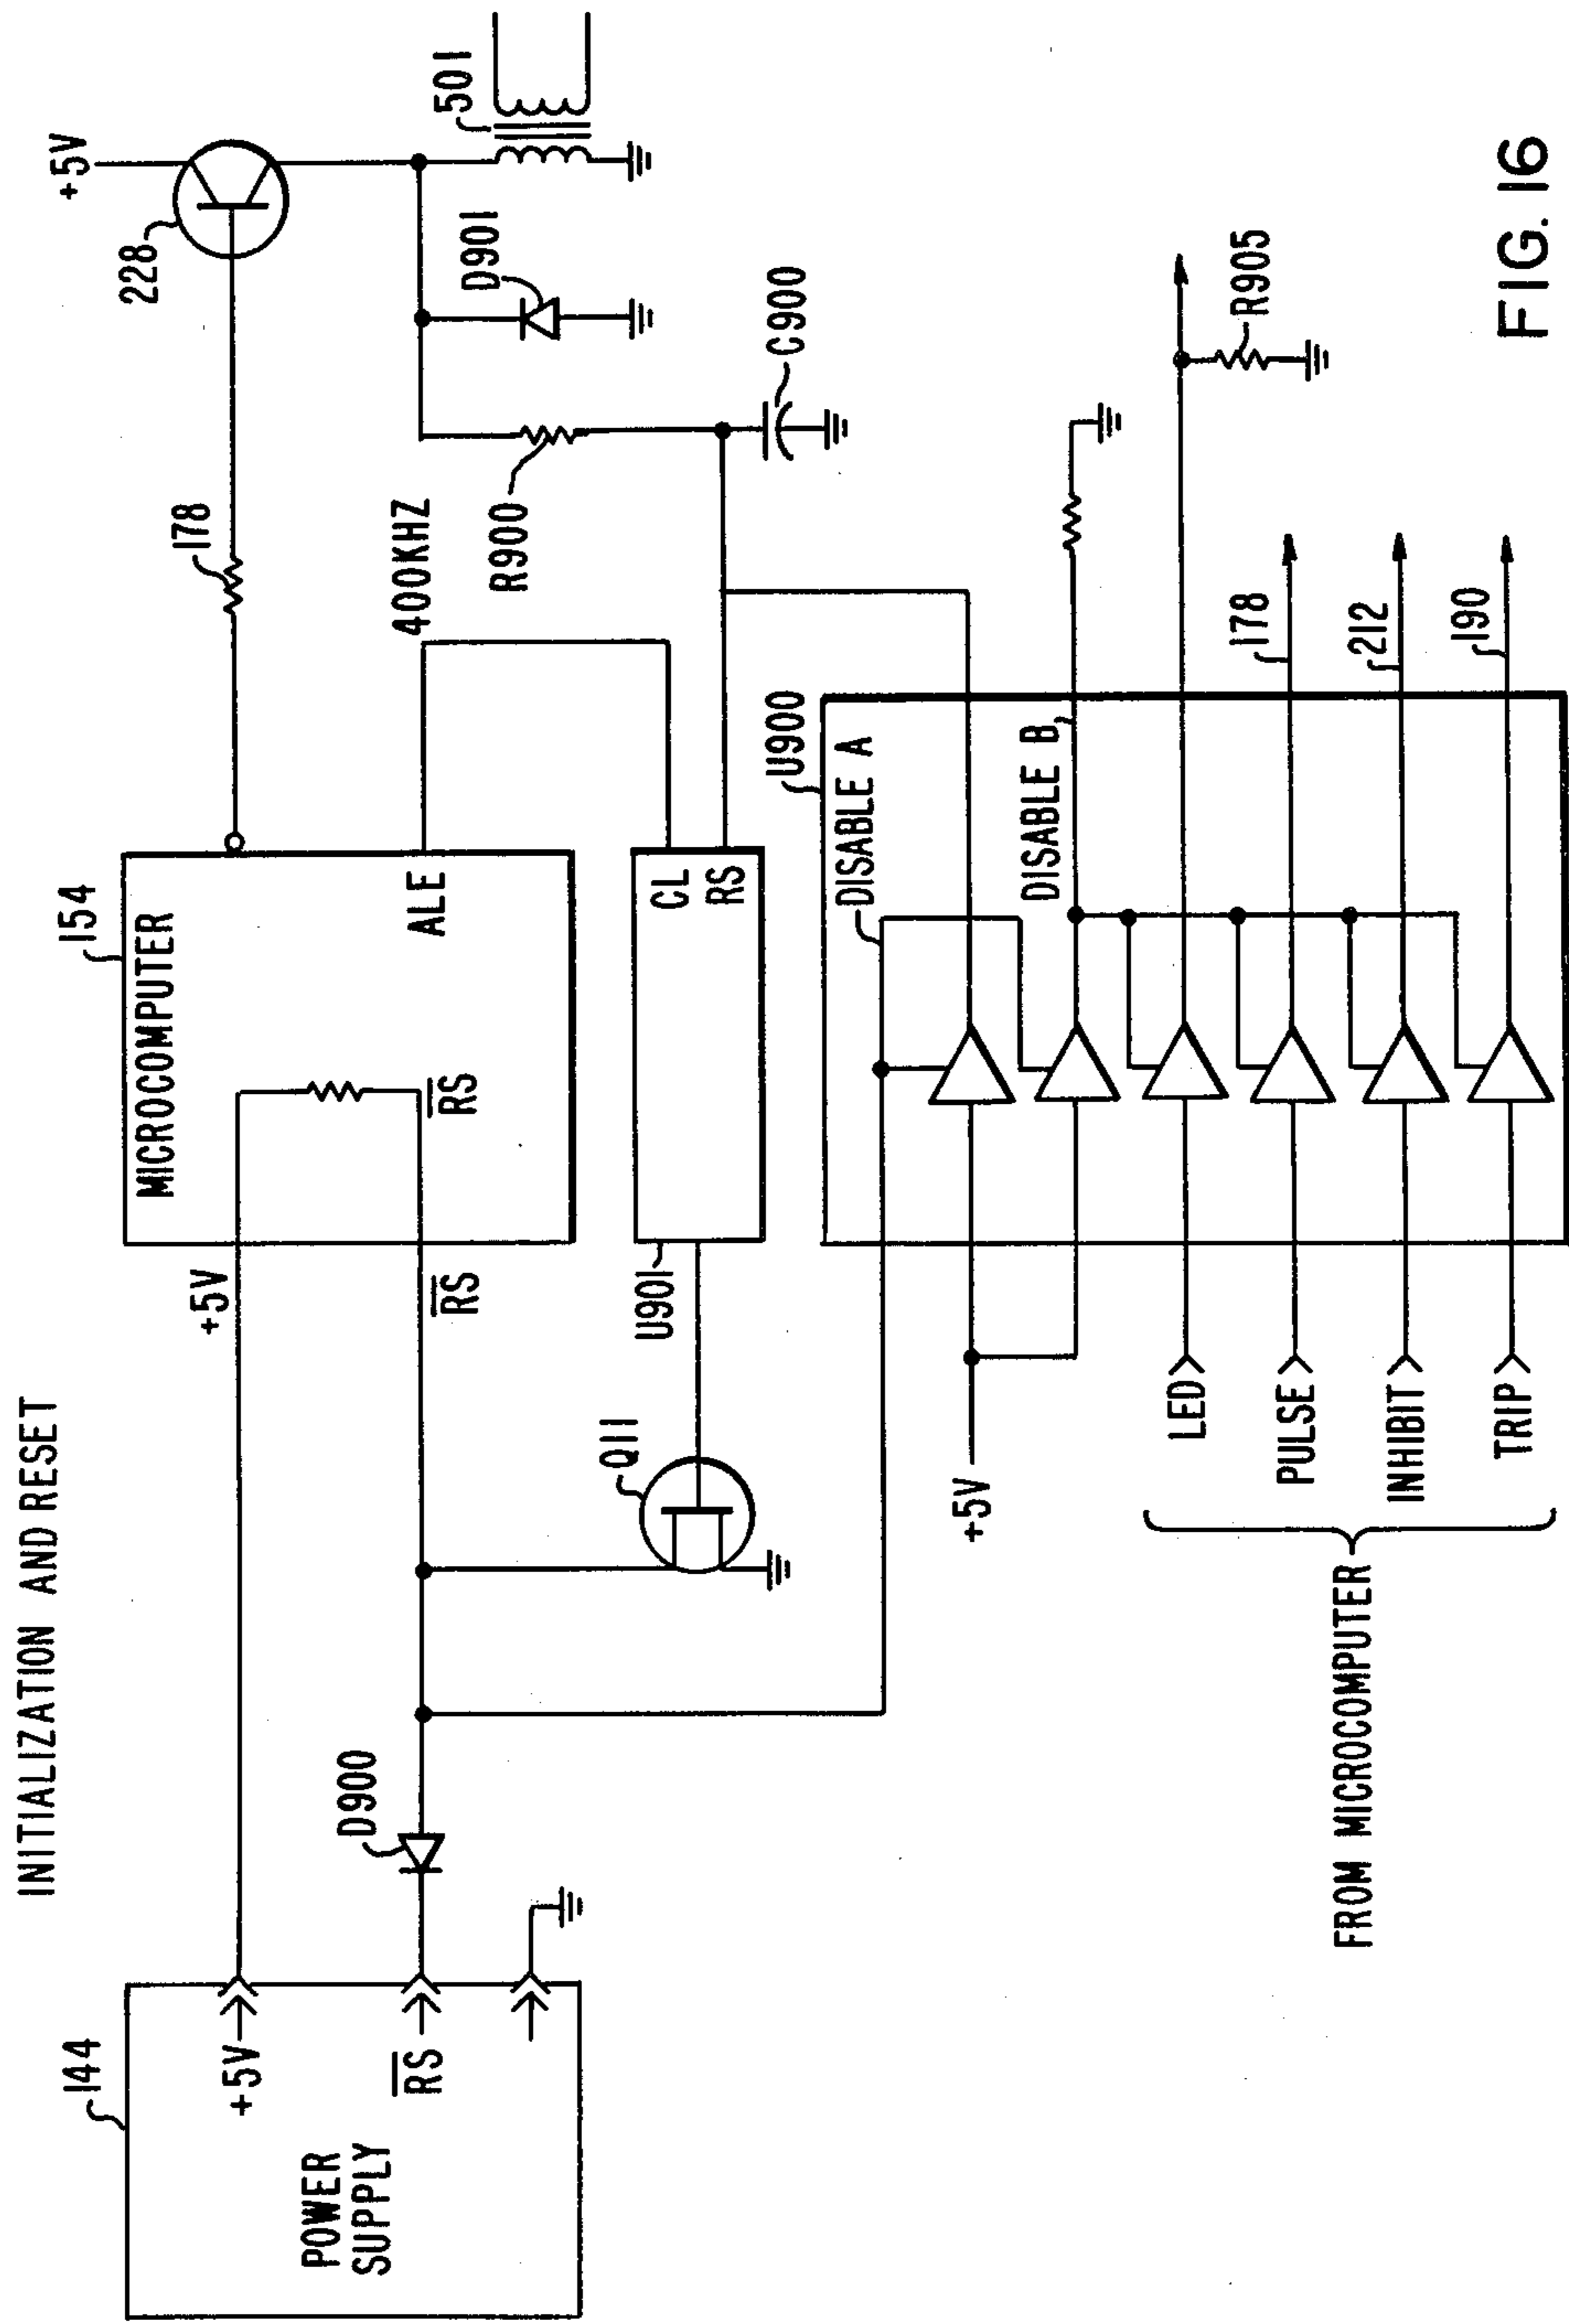 INITIALIZATION AND RESET
144
POWER
SUPPLY
+5V
RS
D900
+5V
RS
154
MICROCOMPUTER
RS
ALE
178
228
+5V
501
D901
R900
C900
400KHZ
Q11
U901
CL
RS
U900
DISABLE A
DISABLE B
+5V
LED
PULSE
INHIBIT
TRIP
FROM MICROCOMPUTER
R905
178
212
190
FIG. 16